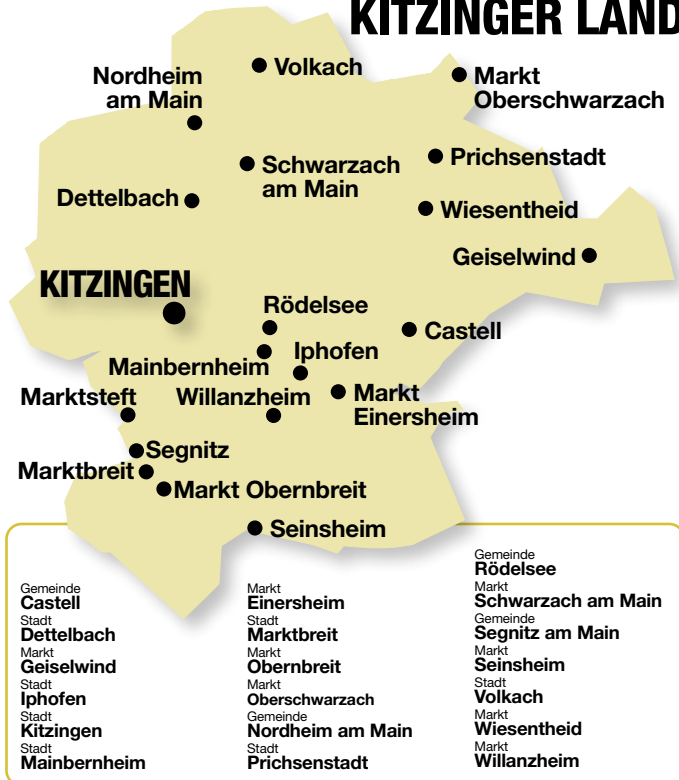 KITZINGER LAND
Volkach
Nordheim
am Main
Markt
Oberschwarzach
Schwarzach
am Main
Prichsenstadt
Dettelbach
Wiesentheid
Geiselwind
KITZINGEN
Rödelsee
Castell
Iphofen
Mainbernheim
Marktsteft
Willanzheim
Markt
Einersheim
Segnitz
Marktbreit
Markt Obernbreit
Seinsheim
Gemeinde
Castell
Stadt
Dettelbach
Markt
Geiselwind
Stadt
Iphofen
Stadt
Kitzingen
Stadt
Mainbernheim
Markt
Einersheim
Stadt
Marktbreit
Markt
Obernbreit
Markt
Oberschwarzach
Gemeinde
Nordheim am Main
Stadt
Prichsenstadt
Gemeinde
Rödelsee
Markt
Schwarzach am Main
Gemeinde
Segnitz am Main
Markt
Seinsheim
Stadt
Volkach
Markt
Wiesentheid
Markt
Willanzheim